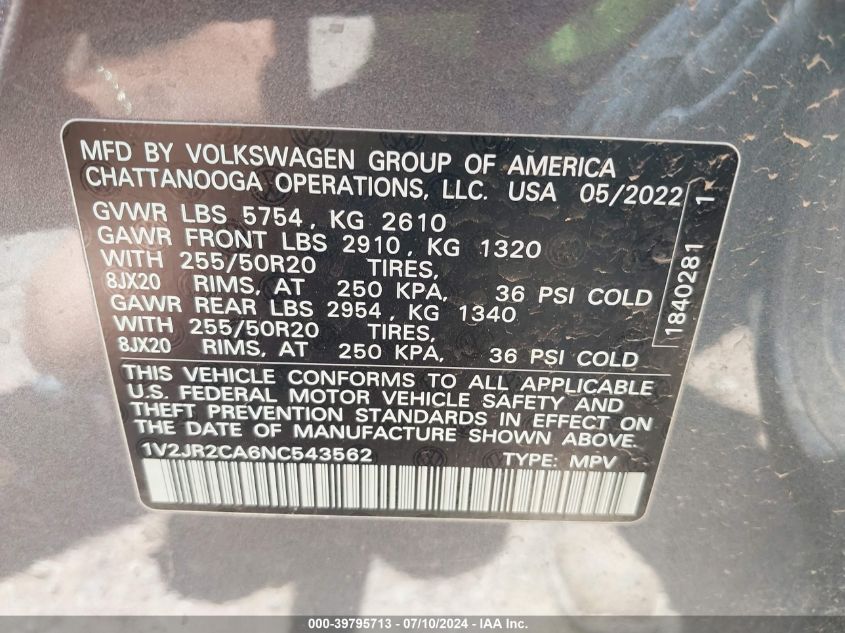 MFD BY VOLKSWAGEN GROUP OF AMERICA
CHATTANOOGA OPERATIONS, LLC. USA 05/2022
GVWR LBS 5754, KG 2610
GAWR FRONT LBS 2910, KG 1320
WITH 255/50R20 TIRES,
8JX20 RIMS, AT 250 KPA, 36 PSI COLD
GAWR REAR LBS 2954, KG 1340
WITH 255/50R20 TIRES,
8JX20 RIMS, AT 250 KPA, 36 PSI COLD
1840281 1
THIS VEHICLE CONFORMS TO ALL APPLICABLE
U.S. FEDERAL MOTOR VEHICLE SAFETY AND
THEFT PREVENTION STANDARDS IN EFFECT ON
THE DATE OF MANUFACTURE SHOWN ABOVE.
1V2JR2CA6NC543562 TYPE: MPV
000-39795713 - 07/10/2024 - IAA Inc.